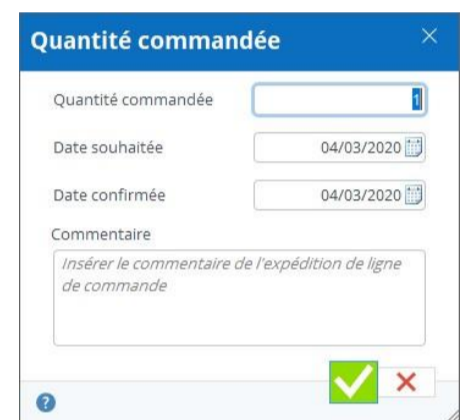 Quantité commandée
Quantité commandée 1
Date souhaitée 04/03/2020
Date confirmée 04/03/2020
Commentaire
Insérer le commentaire de l'expédition de ligne
de commande
?